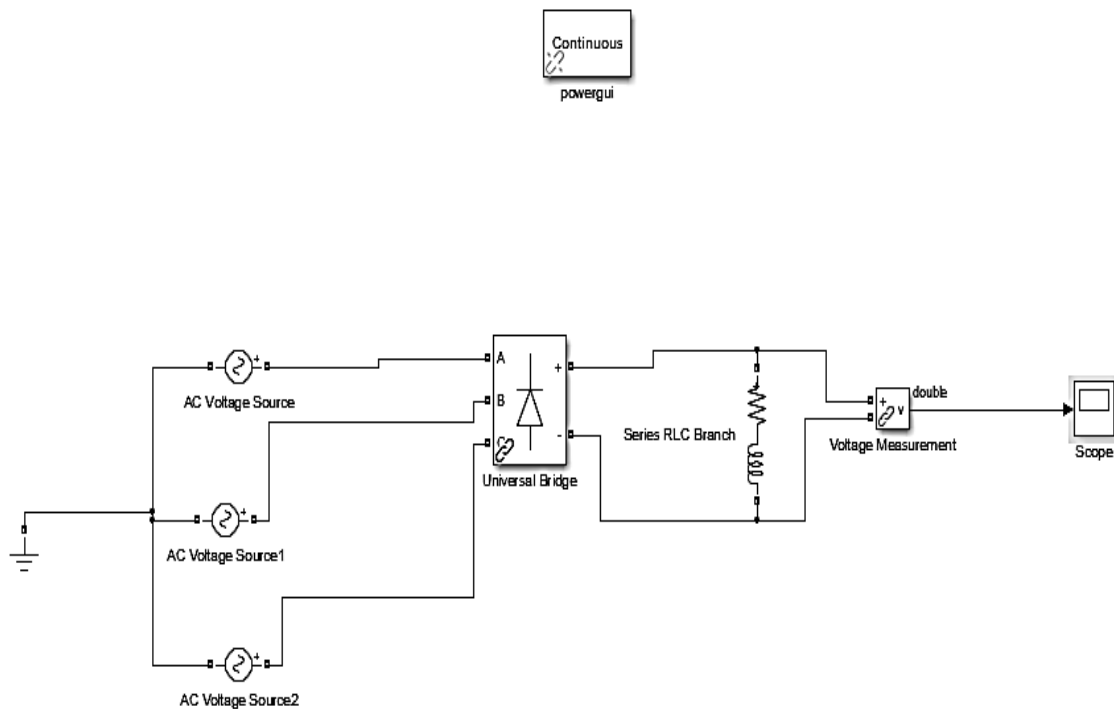 Continuous
powergui
A
+
B
-
C
Universal Bridge
+
AC Voltage Source
+
AC Voltage Source1
+
AC Voltage Source2
Series RLC Branch
+
v
-
double
Voltage Measurement
Scope